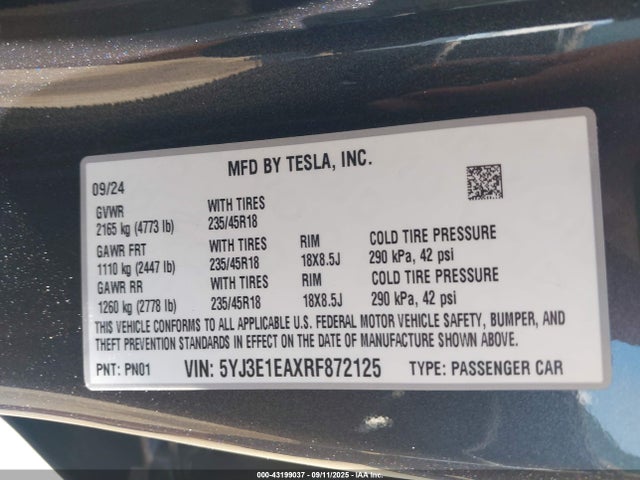 MFD BY TESLA, INC.
09/24
GVWR WITH TIRES
2165 kg (4773 lb) 235/45R18
GAWR FRT WITH TIRES RIM COLD TIRE PRESSURE
1110 kg (2447 lb) 235/45R18 18X8.5J 290 kPa, 42 psi
GAWR RR WITH TIRES RIM COLD TIRE PRESSURE
1260 kg (2778 lb) 235/45R18 18X8.5J 290 kPa, 42 psi
THIS VEHICLE CONFORMS TO ALL APPLICABLE U.S. FEDERAL MOTOR VEHICLE SAFETY, BUMPER, AND
THEFT PREVENTION STANDARDS IN EFFECT ON THE DATE OF MANUFACTURE SHOWN ABOVE.
PNT: PN01 VIN: 5YJ3E1EAXRF872125 TYPE: PASSENGER CAR
000-43199037 - 09/11/2025 - IAAI.COM